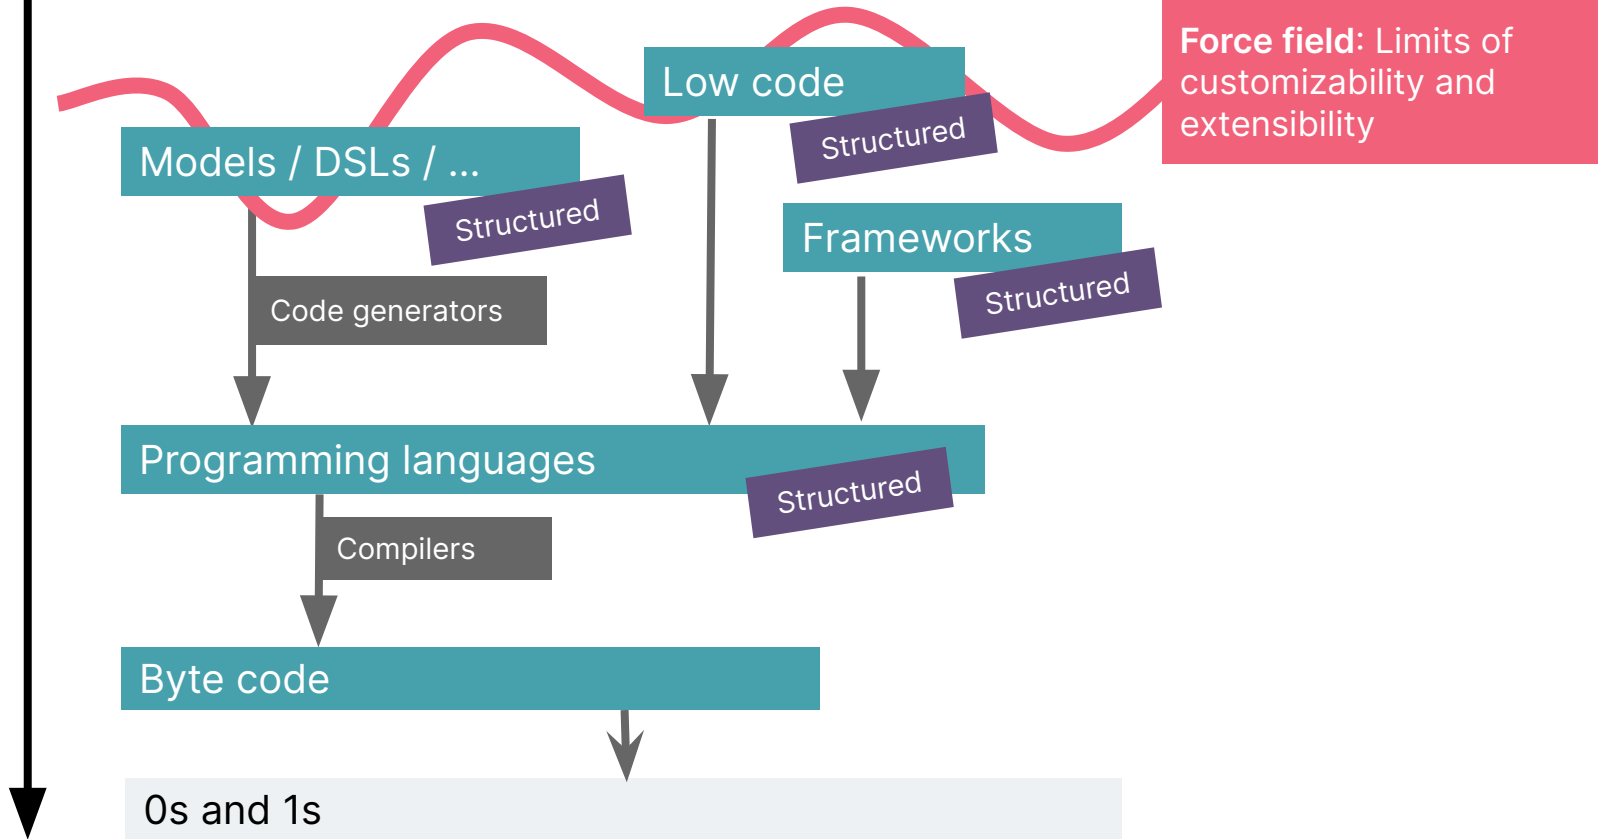 Force field: Limits of
customizability and
extensibility
Low code
Structured
Models / DSLs / ...
Structured
Frameworks
Structured
Code generators
Programming languages
Structured
Compilers
Byte code
0s and 1s